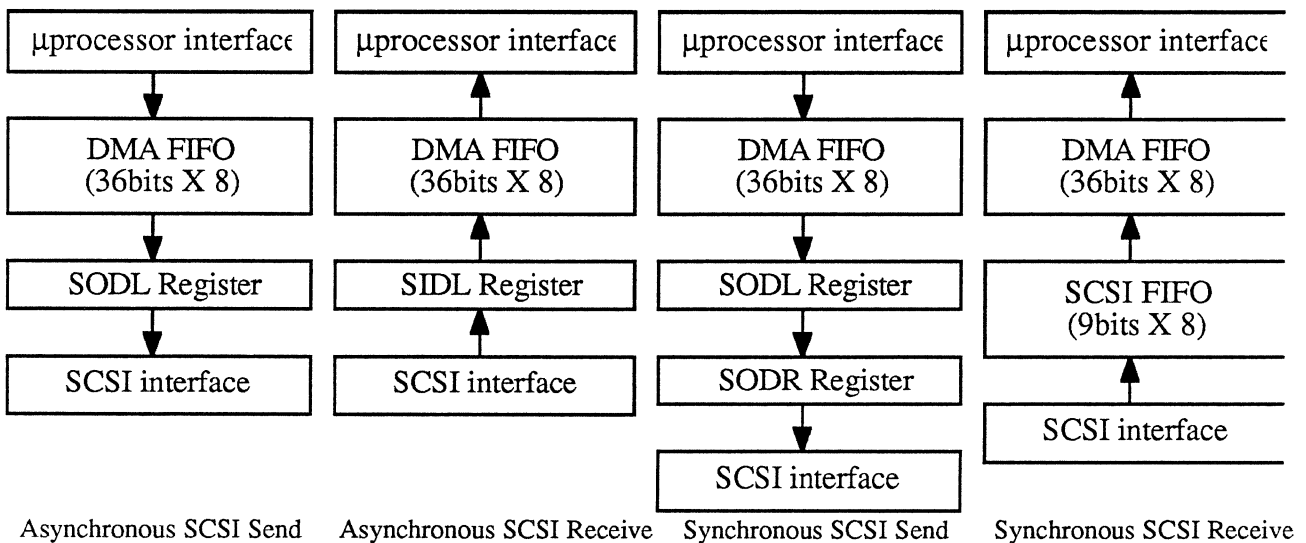 μprocessor interface
DMA FIFO
(36bits X 8)
SODL Register
SCSI interface
Asynchronous SCSI Send
μprocessor interface
DMA FIFO
(36bits X 8)
SIDL Register
SCSI interface
Asynchronous SCSI Receive
μprocessor interface
DMA FIFO
(36bits X 8)
SODL Register
SODR Register
SCSI interface
Synchronous SCSI Send
μprocessor interface
DMA FIFO
(36bits X 8)
SCSI FIFO
(9bits X 8)
SCSI interface
Synchronous SCSI Receive